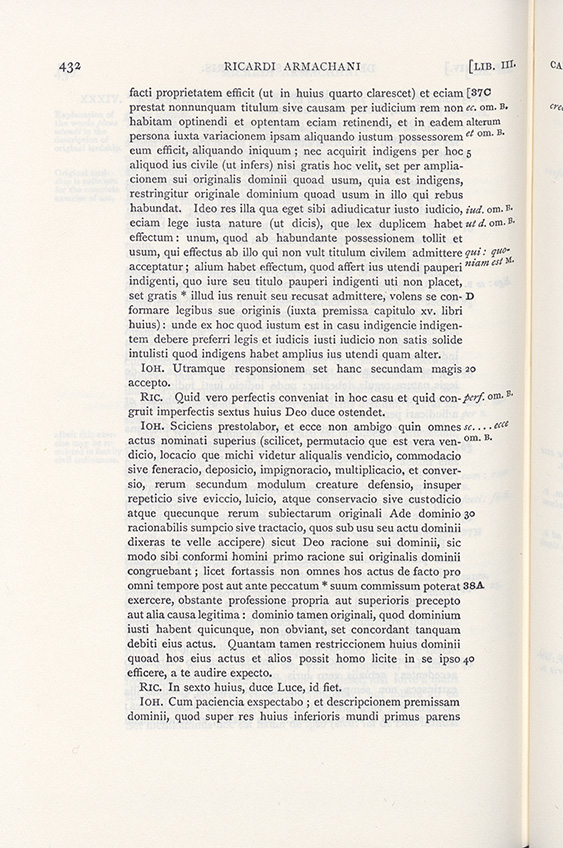 432 RICARDI ARMACHANI [LIB. III.
facti proprietatem efficit (ut in huius quarto clarescet) et eciam [37C
prestat nonnunquam titulum sive causam per iudicium rem non ec. om. B.
habitam optinendi et optentam eciam retinendi, et in eadem alterum
persona iuxta variacionem ipsam aliquando iustum possessorem et om. B.
eum efficit, aliquando iniquum ; nec acquirit indigens per hoc 5
aliquod ius civile (ut infers) nisi gratis hoc velit, set per amplia-
cionem sui originalis dominii quoad usum, quia est indigens,
restringitur originale dominium quoad usum in illo qui rebus
habundat. Ideo res illa qua eget sibi adiudicatur iusto iudicio, iud. om. B.
eciam lege iusta nature (ut dicis), que lex duplicem habet ut d. om. B.
effectum : unum, quod ab habundante possessionem tollit et
usum, qui effectus ab illo qui non vult titulum civilem admittere qui : quo-
acceptatur ; alium habet effectum, quod affert ius utendi pauperi niam est M.
indigenti, quo iure seu titulo pauperi indigenti uti non placet,
set gratis * illud ius renuit seu recusat admittere, volens se con- D
formare legibus sue originis (iuxta premissa capitulo xv. libri
huius) : unde ex hoc quod iustum est in casu indigencie indigen-
tem debere preferri legis et iudicis iusti iudicio non satis solide
intulisti quod indigens habet amplius ius utendi quam alter.
IOH. Utramque responsionem set hanc secundam magis 20
accepto.
RIC. Quid vero perfectis conveniat in hoc casu et quid con- perf. om. B.
gruit imperfectis sextus huius Deo duce ostendet.
IOH. Sciciens prestolabor, et ecce non ambigo quin omnes sc. . . . ecce
actus nominati superius (scilicet, permutacio que est vera ven- om. B.
dicio, locacio que michi videtur aliqualis vendicio, commodacio
sive feneracio, deposicio, impignoracio, multiplicacio, et conver-
sio, rerum secundum modulum creature defensio, insuper
repeticio sive eviccio, luicio, atque conservacio sive custodicio
atque quecunque rerum subiectarum originali Ade dominio 30
racionabilis sumpcio sive tractacio, quos sub usu seu actu dominii
dixeras te velle accipere) sicut Deo racione sui dominii, sic
modo sibi conformi homini primo racione sui originalis dominii
congruebant ; licet fortassis non omnes hos actus de facto pro
omni tempore post aut ante peccatum * suum commissum poterat 38A
exercere, obstante professione propria aut superioris precepto
aut alia causa legitima : dominio tamen originali, quod dominium
iusti habent quicunque, non obviant, set concordant tanquam
debiti eius actus. Quantam tamen restriccionem huius dominii
quoad hos eius actus et alios possit homo licite in se ipso 40
efficere, a te audire expecto.
RIC. In sexto huius, duce Luce, id fiet.
IOH. Cum paciencia exspectabo ; et descripcionem premissam
dominii, quod super res huius inferioris mundi primus parens
CA